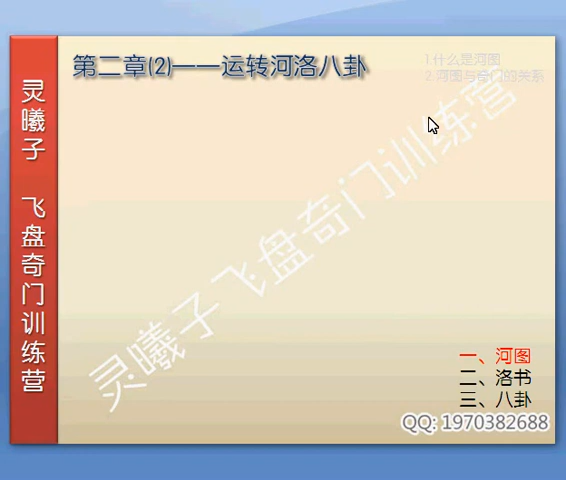 第二章(2)——运转河洛八卦
1.什么是河图
2.河图与奇门的关系
灵曦子 飞盘奇门训练营
灵曦子飞盘奇门训练营
一、河图
二、洛书
三、八卦
QQ: 1970382688